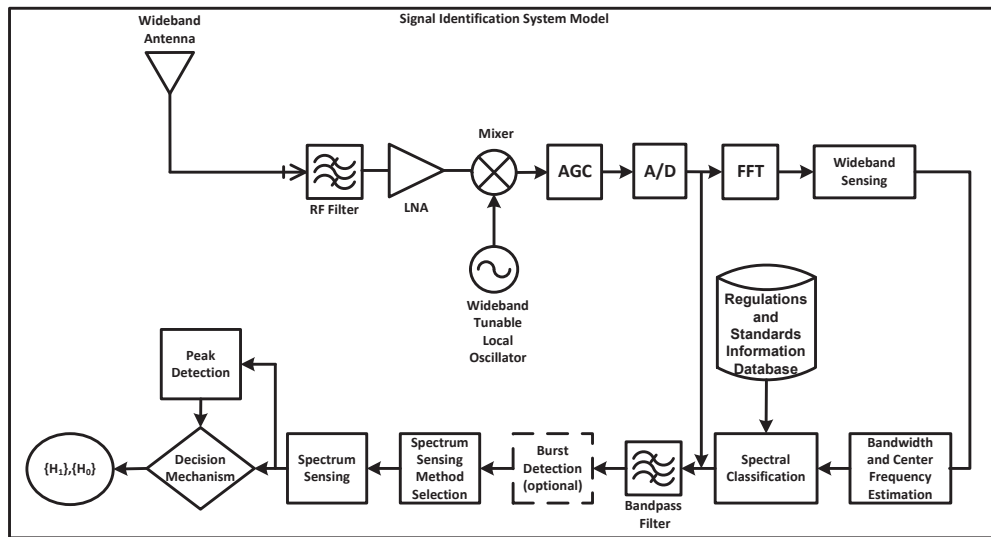 Signal Identification System Model
Wideband
Antenna
RF Filter
LNA
Mixer
Wideband
Tunable
Local
Oscillator
AGC
A/D
FFT
Wideband
Sensing
Regulations
and
Standards
Information
Database
Bandwidth
and Center
Frequency
Estimation
Spectral
Classification
Bandpass
Filter
Burst
Detection
(optional)
Spectrum
Sensing
Method
Selection
Spectrum
Sensing
Peak
Detection
Decision
Mechanism
{H₁},{H₀}